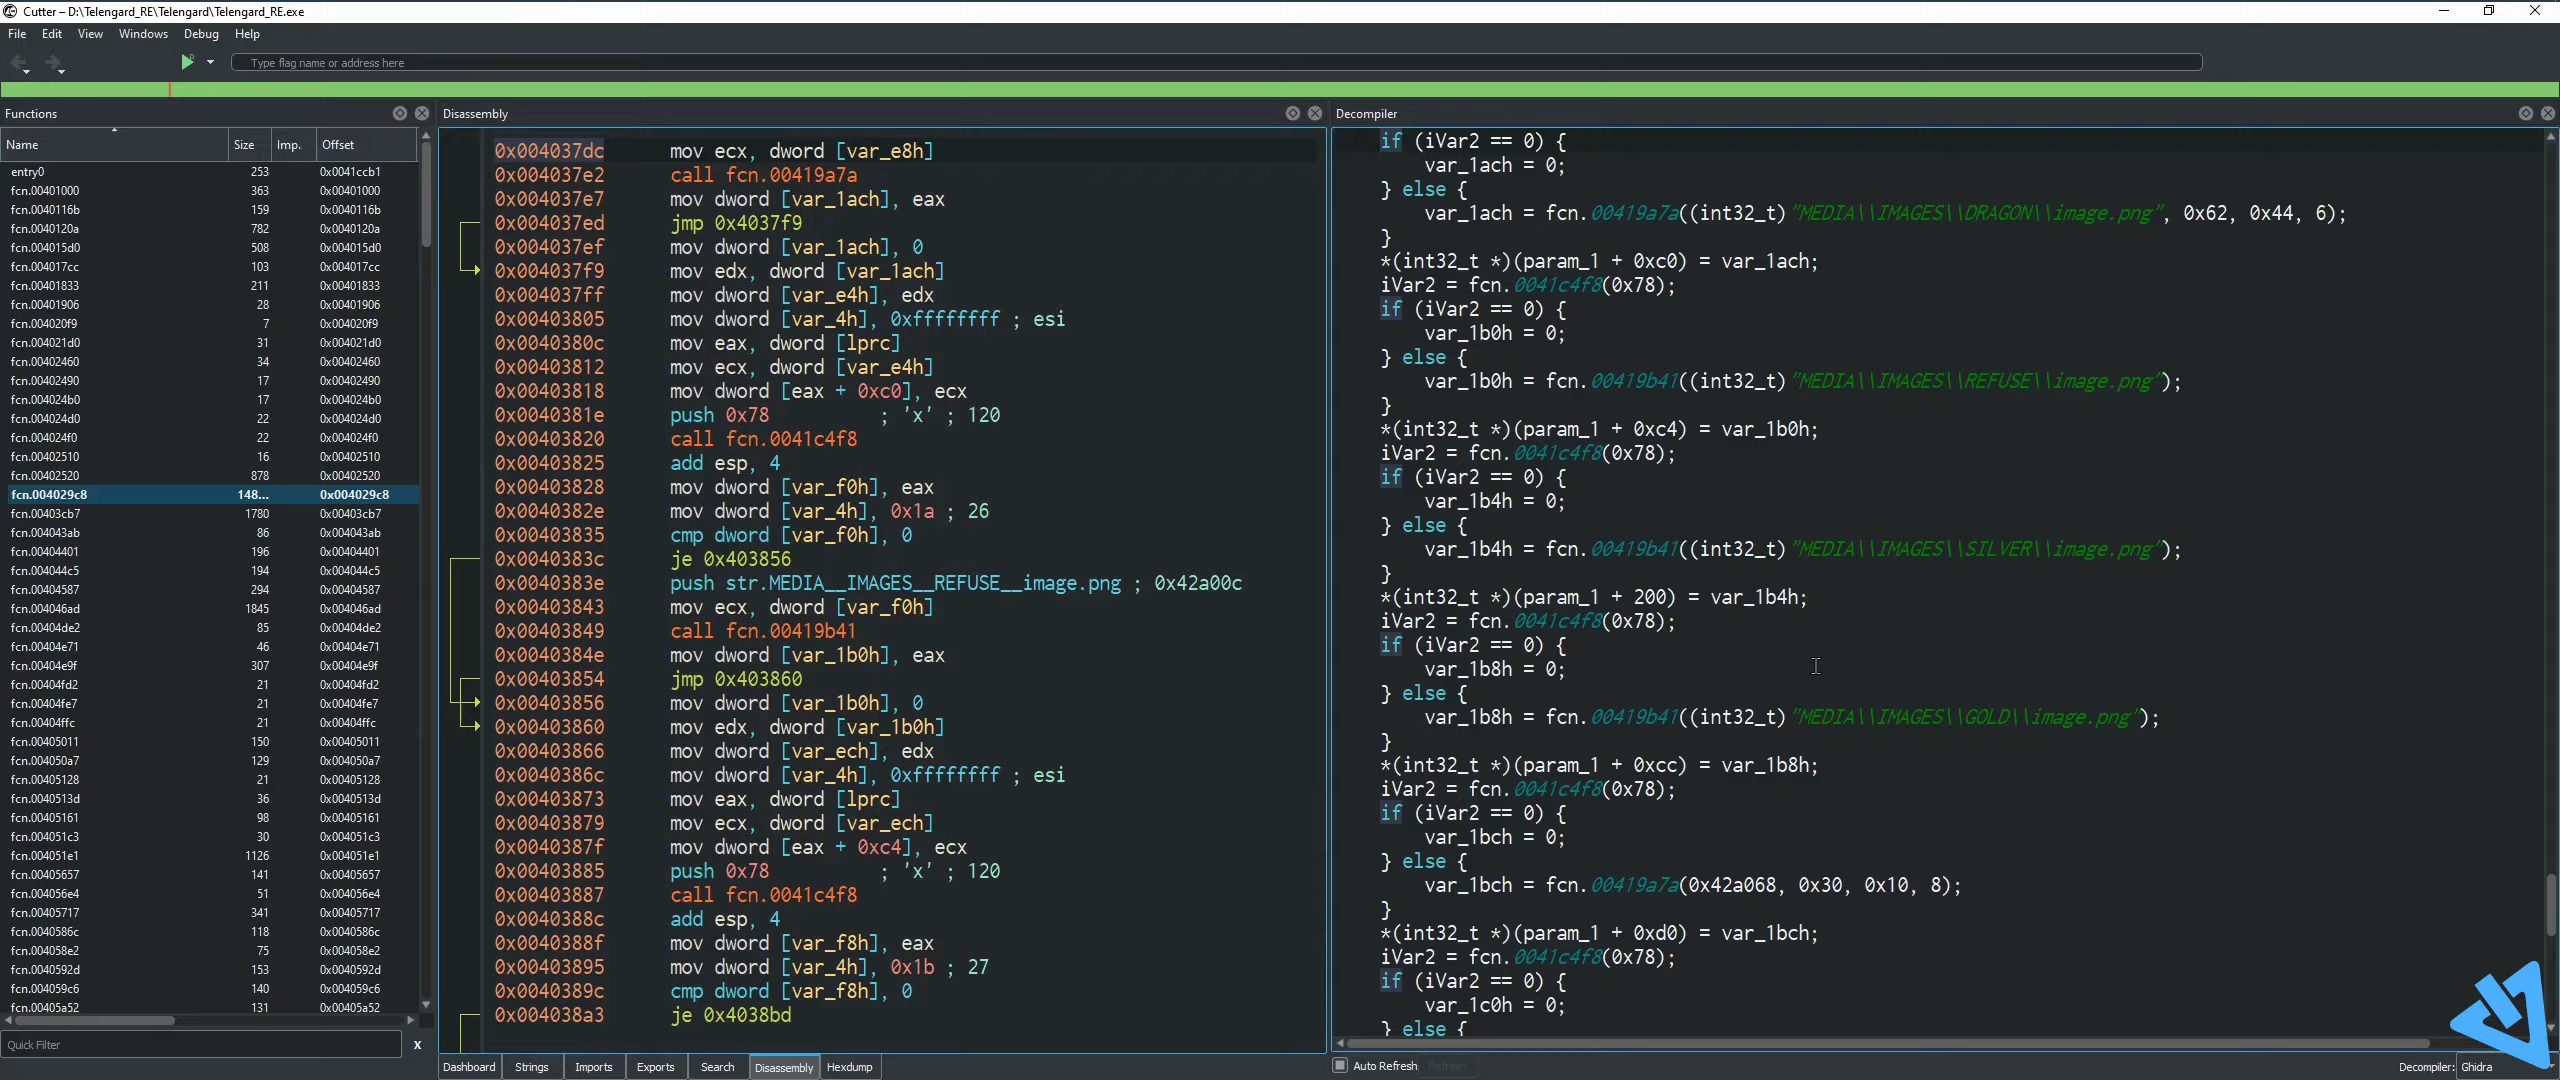 Cutter – D:\Telengard_RE\Telengard\Telengard_RE.exe
File Edit View Windows Debug Help
Type flag name or address here
Functions
Name Size Imp. Offset
entry0 253 0x0041ccb1
fcn.00401000 363 0x00401000
fcn.0040116b 159 0x0040116b
fcn.0040120a 782 0x0040120a
fcn.004015d0 508 0x004015d0
fcn.004017cc 103 0x004017cc
fcn.00401833 211 0x00401833
fcn.00401906 28 0x00401906
fcn.004020f9 7 0x004020f9
fcn.004021d0 31 0x004021d0
fcn.00402460 34 0x00402460
fcn.00402490 17 0x00402490
fcn.004024b0 17 0x004024b0
fcn.004024d0 22 0x004024d0
fcn.004024f0 22 0x004024f0
fcn.00402510 16 0x00402510
fcn.00402520 878 0x00402520
fcn.004029c8 148... 0x004029c8
fcn.00403cb7 1780 0x00403cb7
fcn.004043ab 86 0x004043ab
fcn.00404401 196 0x00404401
fcn.004044c5 194 0x004044c5
fcn.00404587 294 0x00404587
fcn.004046ad 1845 0x004046ad
fcn.00404de2 85 0x00404de2
fcn.00404e71 46 0x00404e71
fcn.00404e9f 307 0x00404e9f
fcn.00404fd2 21 0x00404fd2
fcn.00404fe7 21 0x00404fe7
fcn.00404ffc 21 0x00404ffc
fcn.00405011 150 0x00405011
fcn.004050a7 129 0x004050a7
fcn.00405128 21 0x00405128
fcn.0040513d 36 0x0040513d
fcn.00405161 98 0x00405161
fcn.004051c3 30 0x004051c3
fcn.004051e1 1126 0x004051e1
fcn.00405657 141 0x00405657
fcn.004056e4 51 0x004056e4
fcn.00405717 341 0x00405717
fcn.0040586c 118 0x0040586c
fcn.004058e2 75 0x004058e2
fcn.0040592d 153 0x0040592d
fcn.004059c6 140 0x004059c6
fcn.00405a52 131 0x00405a52
Quick Filter X
Disassembly
0x004037dc mov ecx, dword [var_e8h]
0x004037e2 call fcn.00419a7a
0x004037e7 mov dword [var_1ach], eax
0x004037ed jmp 0x4037f9
0x004037ef mov dword [var_1ach], 0
0x004037f9 mov edx, dword [var_1ach]
0x004037ff mov dword [var_e4h], edx
0x00403805 mov dword [var_4h], 0xffffffff ; esi
0x0040380c mov eax, dword [lprc]
0x00403812 mov ecx, dword [var_e4h]
0x00403818 mov dword [eax + 0xc0], ecx
0x0040381e push 0x78 ; 'x' ; 120
0x00403820 call fcn.0041c4f8
0x00403825 add esp, 4
0x00403828 mov dword [var_f0h], eax
0x0040382e mov dword [var_4h], 0x1a ; 26
0x00403835 cmp dword [var_f0h], 0
0x0040383c je 0x403856
0x0040383e push str.MEDIA__IMAGES__REFUSE__image.png ; 0x42a00c
0x00403843 mov ecx, dword [var_f0h]
0x00403849 call fcn.00419b41
0x0040384e mov dword [var_1b0h], eax
0x00403854 jmp 0x403860
0x00403856 mov dword [var_1b0h], 0
0x00403860 mov edx, dword [var_1b0h]
0x00403866 mov dword [var_ech], edx
0x0040386c mov dword [var_4h], 0xffffffff ; esi
0x00403873 mov eax, dword [lprc]
0x00403879 mov ecx, dword [var_ech]
0x0040387f mov dword [eax + 0xc4], ecx
0x00403885 push 0x78 ; 'x' ; 120
0x00403887 call fcn.0041c4f8
0x0040388c add esp, 4
0x0040388f mov dword [var_f8h], eax
0x00403895 mov dword [var_4h], 0x1b ; 27
0x0040389c cmp dword [var_f8h], 0
0x004038a3 je 0x4038bd
Dashboard Strings Imports Exports Search Disassembly Hexdump
Decompiler
if (iVar2 == 0) {
var_1ach = 0;
} else {
var_1ach = fcn.00419a7a((int32_t)"MEDIA\\IMAGES\\DRAGON\\image.png", 0x62, 0x44, 6);
}
*(int32_t *)(param_1 + 0xc0) = var_1ach;
iVar2 = fcn.0041c4f8(0x78);
if (iVar2 == 0) {
var_1b0h = 0;
} else {
var_1b0h = fcn.00419b41((int32_t)"MEDIA\\IMAGES\\REFUSE\\image.png");
}
*(int32_t *)(param_1 + 0xc4) = var_1b0h;
iVar2 = fcn.0041c4f8(0x78);
if (iVar2 == 0) {
var_1b4h = 0;
} else {
var_1b4h = fcn.00419b41((int32_t)"MEDIA\\IMAGES\\SILVER\\image.png");
}
*(int32_t *)(param_1 + 200) = var_1b4h;
iVar2 = fcn.0041c4f8(0x78);
if (iVar2 == 0) {
var_1b8h = 0;
} else {
var_1b8h = fcn.00419b41((int32_t)"MEDIA\\IMAGES\\GOLD\\image.png");
}
*(int32_t *)(param_1 + 0xcc) = var_1b8h;
iVar2 = fcn.0041c4f8(0x78);
if (iVar2 == 0) {
var_1bch = 0;
} else {
var_1bch = fcn.00419a7a(0x42a068, 0x30, 0x10, 8);
}
*(int32_t *)(param_1 + 0xd0) = var_1bch;
iVar2 = fcn.0041c4f8(0x78);
if (iVar2 == 0) {
var_1c0h = 0;
} else {
Auto Refresh Refresh
Decompiler: Ghidra